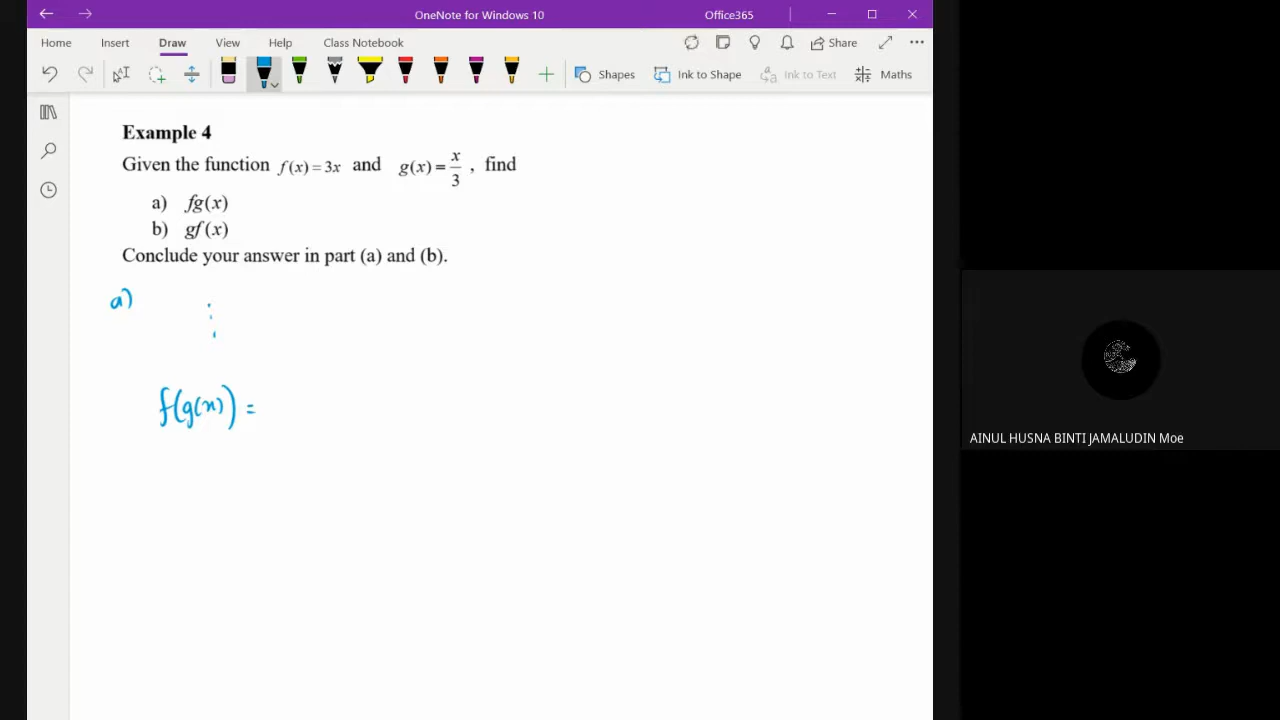 OneNote for Windows 10
Office365
Home Insert Draw View Help Class Notebook
Share
Shapes Ink to Shape Ink to Text Maths
Example 4
Given the function f(x) = 3x and g(x) = x/3 , find
a) fg(x)
b) gf(x)
Conclude your answer in part (a) and (b).
a)
f(g(x)) =
AINUL HUSNA BINTI JAMALUDIN Moe